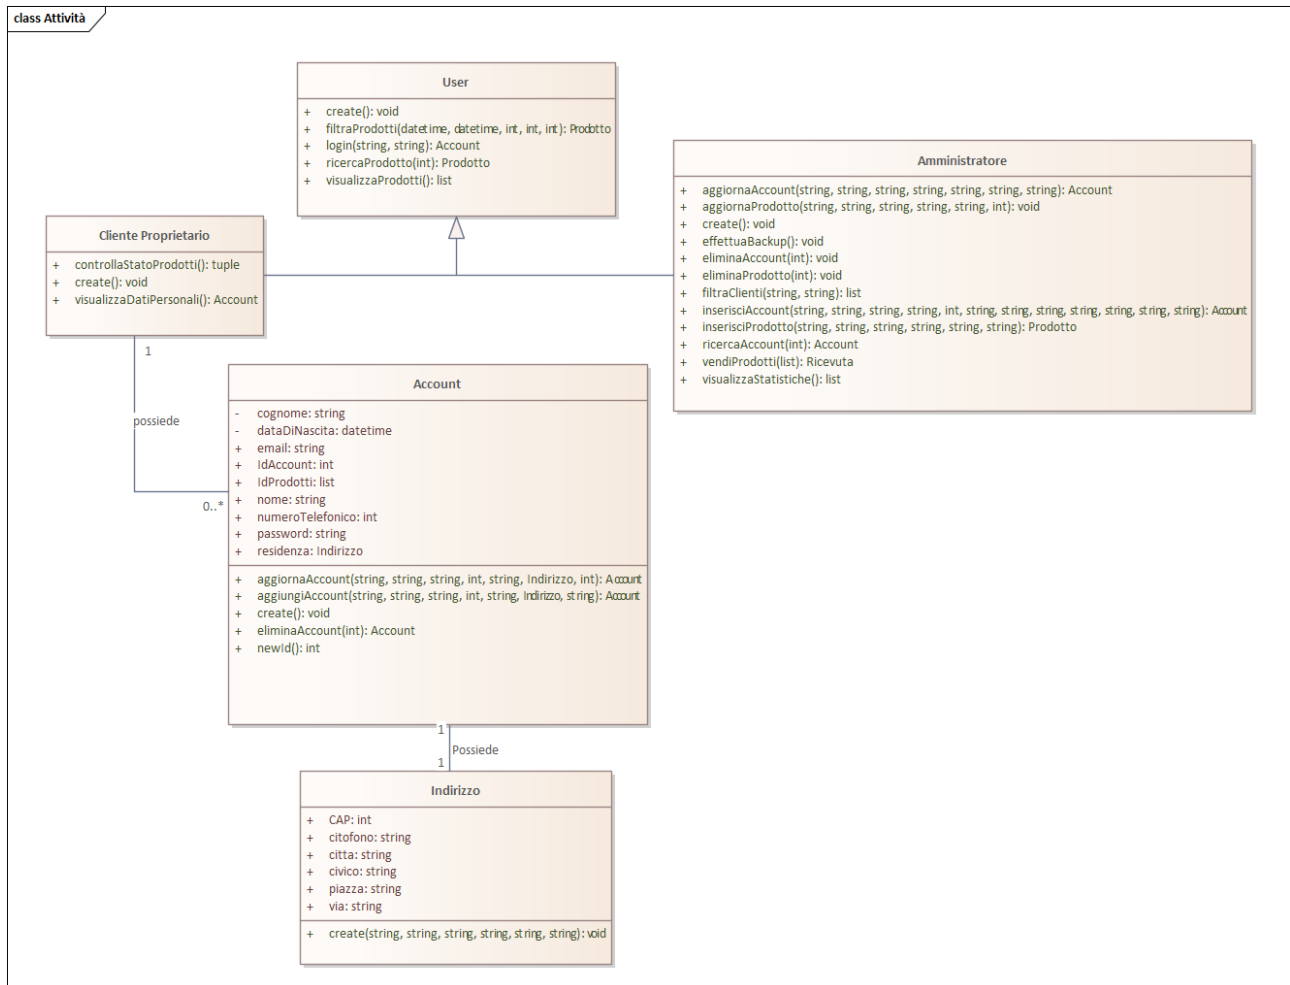 class Attività
User
+ create(): void
+ filtraProdotti(datetime, datetime, int, int, int): Prodotto
+ login(string, string): Account
+ ricercaProdotto(int): Prodotto
+ visualizzaProdotti(): list
Amministratore
+ aggiornaAccount(string, string, string, string, string, string, string): Account
+ aggiornaProdotto(string, string, string, string, string, int): void
+ create(): void
+ effettuaBackup(): void
+ eliminaAccount(int): void
+ eliminaProdotto(int): void
+ filtraClienti(string, string): list
+ inserisciAccount(string, string, string, string, int, string, string, string, string, string, string, string): Account
+ inserisciProdotto(string, string, string, string, string, string): Prodotto
+ ricercaAccount(int): Account
+ vendiProdotti(list): Ricevuta
+ visualizzaStatistiche(): list
Cliente Proprietario
+ controllaStatoProdotti(): tuple
+ create(): void
+ visualizzaDatiPersonali(): Account
1
possiede
0..*
Account
- cognome: string
- dataDiNascita: datetime
+ email: string
+ IdAccount: int
+ IdProdotti: list
+ nome: string
+ numeroTelefonico: int
+ password: string
+ residenza: Indirizzo
+ aggiornaAccount(string, string, string, int, string, Indirizzo, int): Account
+ aggiungiAccount(string, string, string, int, string, Indirizzo, string): Account
+ create(): void
+ eliminaAccount(int): Account
+ newId(): int
1
Possiede
1
Indirizzo
+ CAP: int
+ citofono: string
+ citta: string
+ civico: string
+ piazza: string
+ via: string
+ create(string, string, string, string, string, string): void